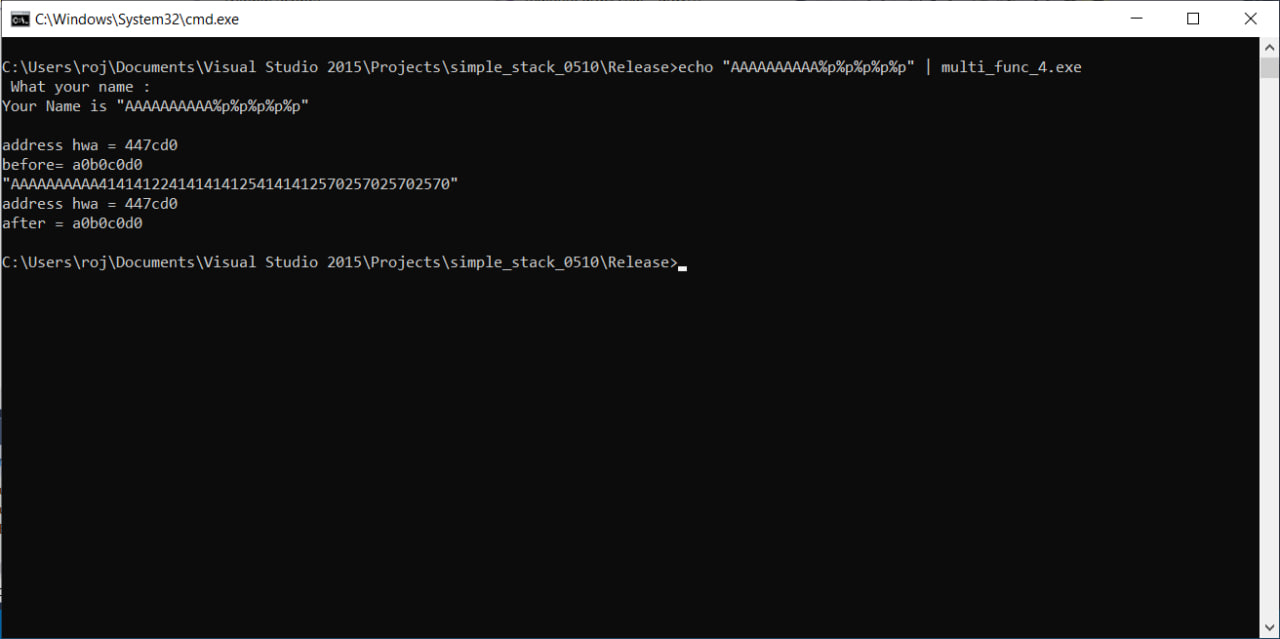 C:\Windows\System32\cmd.exe
C:\Users\roj\Documents\Visual Studio 2015\Projects\simple_stack_0510\Release>echo "AAAAAAAAAA%p%p%p%p%p" | multi_func_4.exe
What your name :
Your Name is "AAAAAAAAAA%p%p%p%p%p"
address hwa = 447cd0
before= a0b0c0d0
"AAAAAAAAAA4141412241414141254141412570257025702570"
address hwa = 447cd0
after = a0b0c0d0
C:\Users\roj\Documents\Visual Studio 2015\Projects\simple_stack_0510\Release>